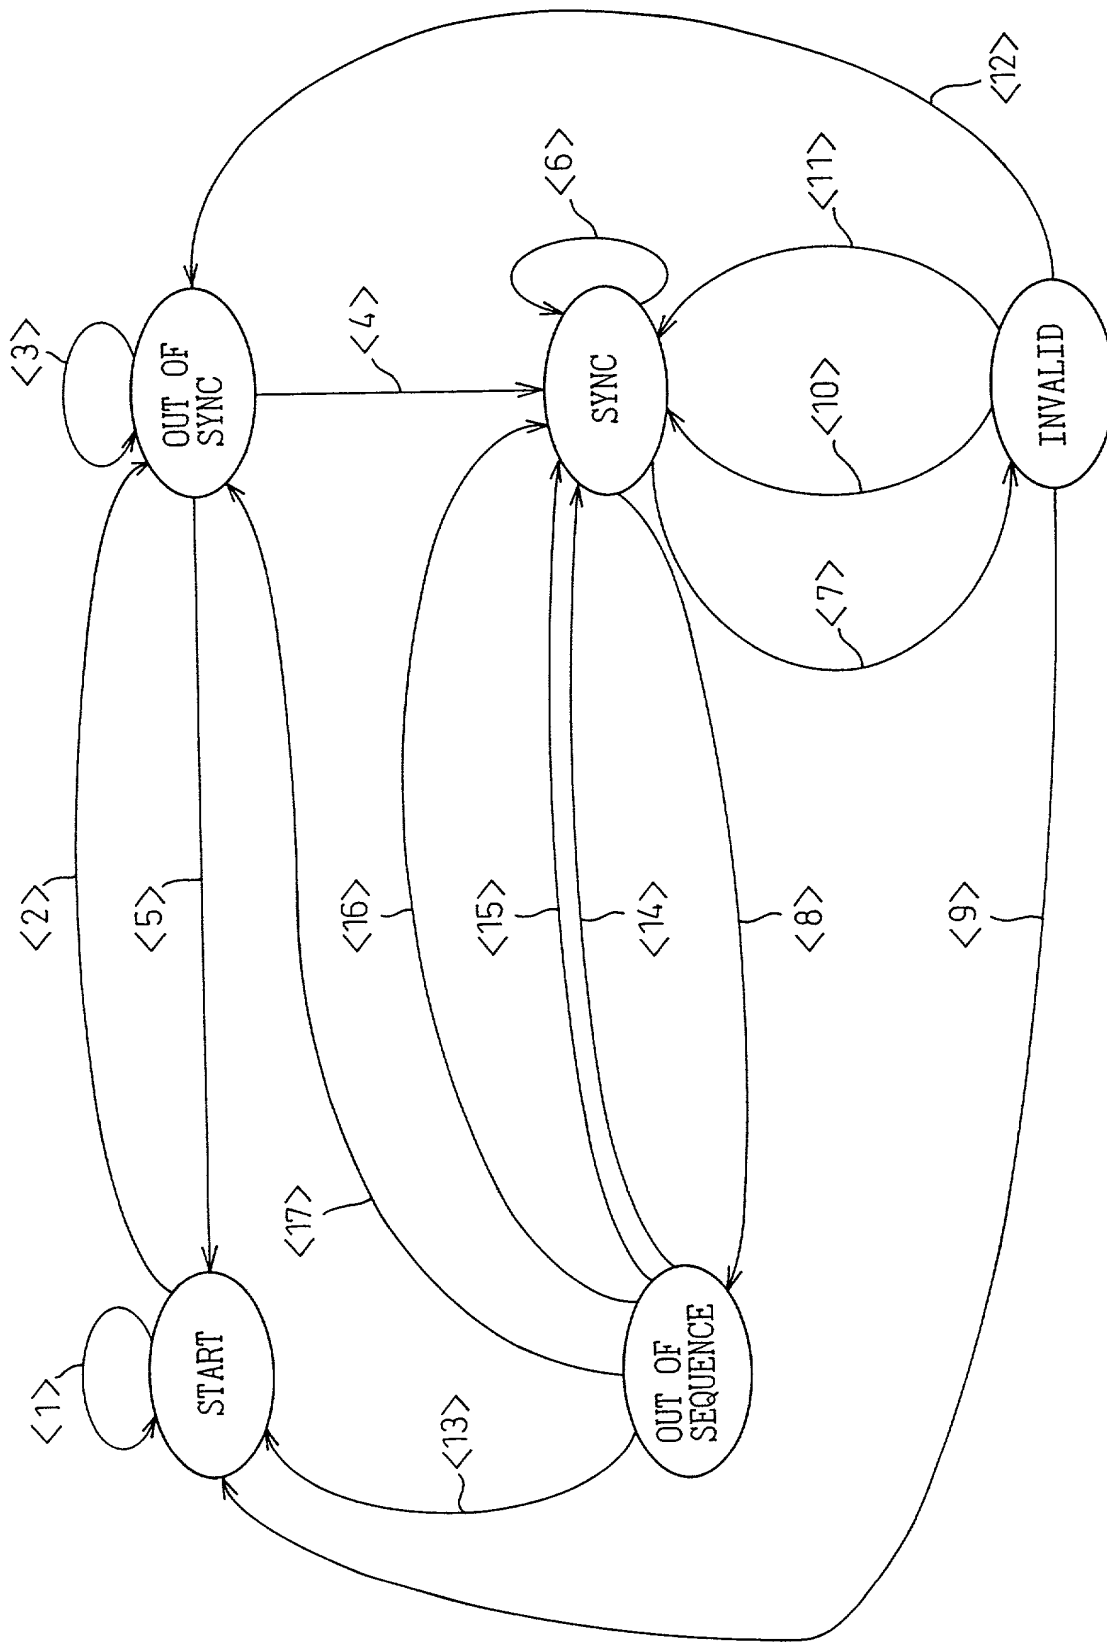 <1>
START
<2>
<5>
<3>
OUT OF
SYNC
<4>
<17>
<16>
<15>
<14>
<8>
<6>
SYNC
<13>
OUT OF
SEQUENCE
<7>
<10>
<11>
<12>
<9>
INVALID